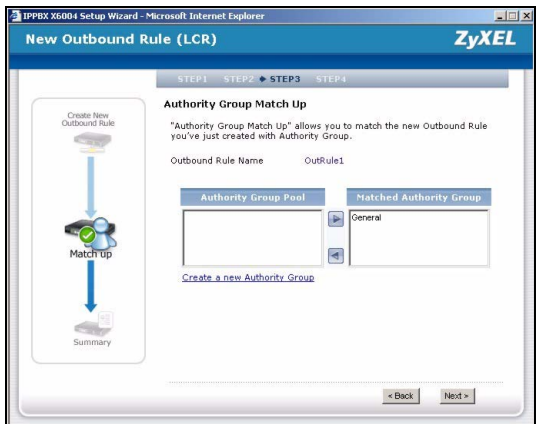 IPPBX X6004 Setup Wizard - Microsoft Internet Explorer
New Outbound Rule (LCR)
ZyXEL
STEP1 STEP2 STEP3 STEP4
Create New
Outbound Rule
Match up
Summary
Authority Group Match Up
"Authority Group Match Up" allows you to match the new Outbound Rule
you've just created with Authority Group.
Outbound Rule Name OutRule1
Authority Group Pool Matched Authority Group
General
Create a new Authority Group
< Back Next >